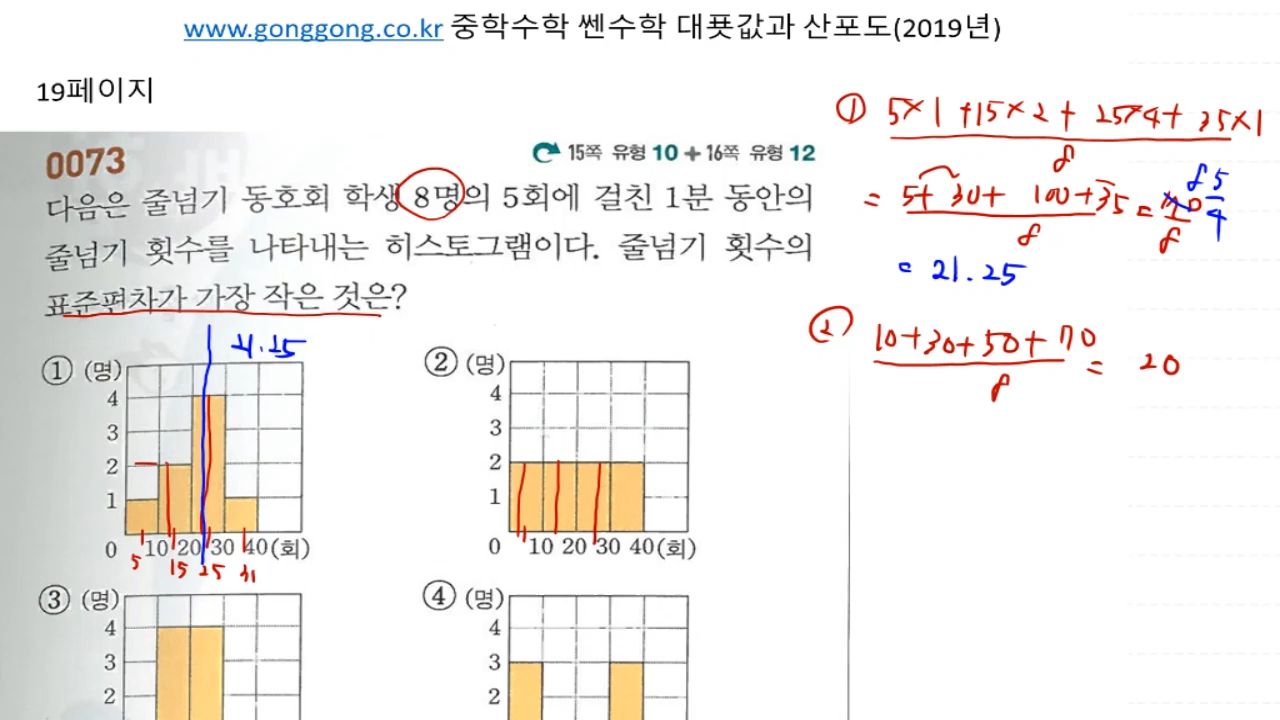 www.gonggong.co.kr 중학수학 쎈수학 대푯값과 산포도(2019년)
19페이지
0073
15쪽 유형 10 + 16쪽 유형 12
다음은 줄넘기 동호회 학생 8명의 5회에 걸친 1분 동안의
줄넘기 횟수를 나타내는 히스토그램이다. 줄넘기 횟수의
표준편차가 가장 작은 것은?
① (명)
4
3
2
1
0 10 20 30 40(회)
5 15 25
② (명)
4
3
2
1
0 10 20 30 40(회)
③ (명)
4
3
2
④ (명)
4
3
2
① 5×1 +15×2 + 25×4 + 35×1
8
= 5+30+ 100+35 =
8 8
85
4
= 21.25
② 10+30+50+70 = 20
8